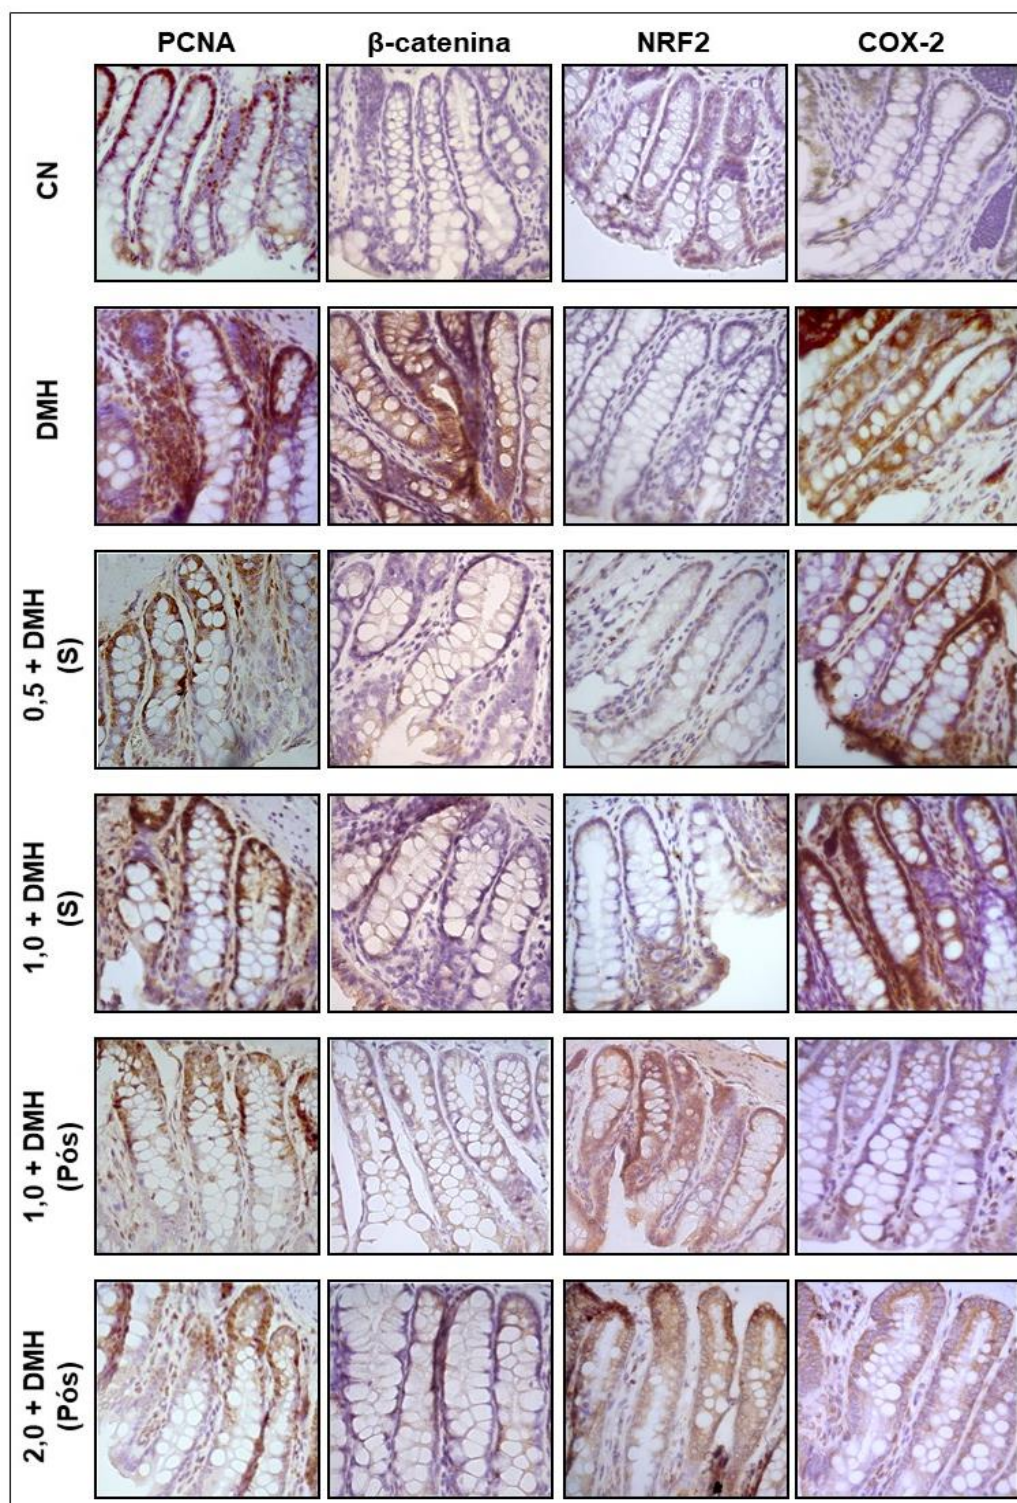 PCNA β-catenina NRF2 COX-2
CN
DMH
0,5 + DMH
(S)
1,0 + DMH
(S)
1,0 + DMH
(Pós)
2,0 + DMH
(Pós)